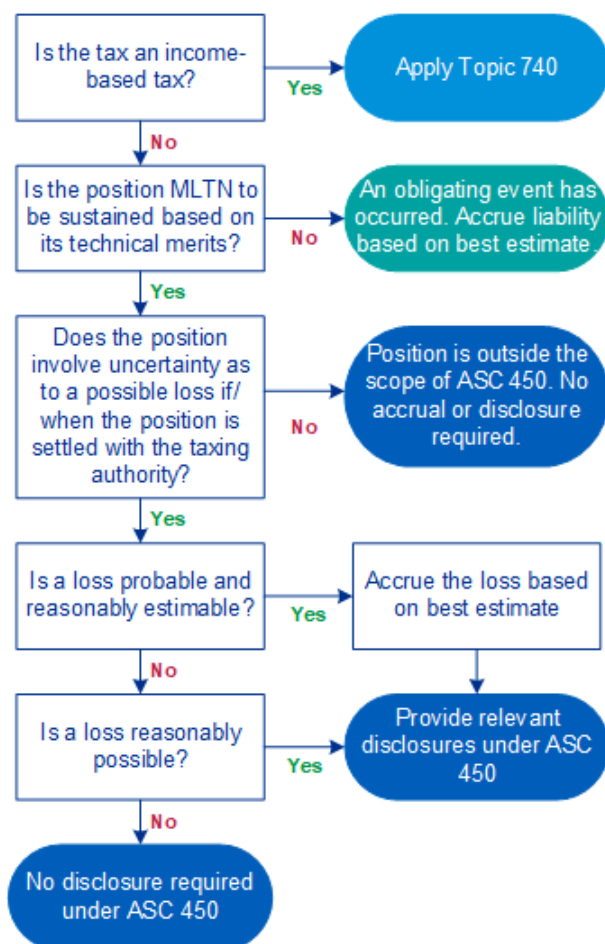 Is the tax an income-
based tax?
Yes
Apply Topic 740
No
Is the position MLTN to
be sustained based on
its technical merits?
No
An obligating event has
occurred. Accrue liability
based on best estimate.
Yes
Does the position
involve uncertainty as
to a possible loss if/
when the position is
settled with the taxing
authority?
No
Position is outside the
scope of ASC 450. No
accrual or disclosure
required.
Yes
Is a loss probable and
reasonably estimable?
Yes
Accrue the loss based
on best estimate
No
Is a loss reasonably
possible?
Yes
Provide relevant
disclosures under ASC
450
No
No disclosure required
under ASC 450